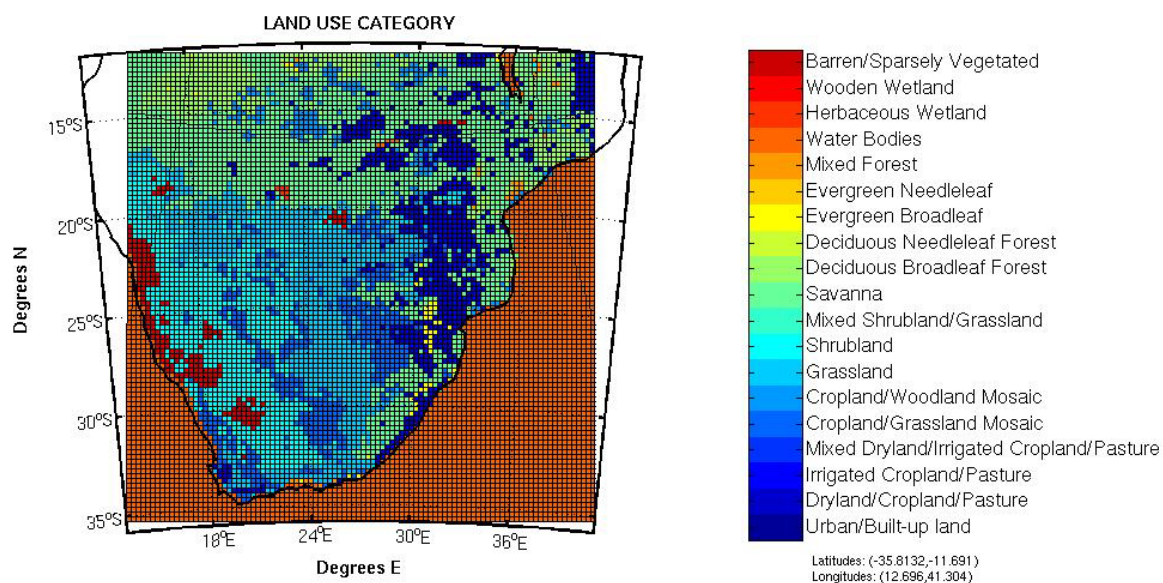 LAND USE CATEGORY
15°S
20°S
25°S
30°S
35°S
Degrees N
18°E
24°E
30°E
36°E
Degrees E
Barren/Sparsely Vegetated
Wooden Wetland
Herbaceous Wetland
Water Bodies
Mixed Forest
Evergreen Needleleaf
Evergreen Broadleaf
Deciduous Needleleaf Forest
Deciduous Broadleaf Forest
Savanna
Mixed Shrubland/Grassland
Shrubland
Grassland
Cropland/Woodland Mosaic
Cropland/Grassland Mosaic
Mixed Dryland/Irrigated Cropland/Pasture
Irrigated Cropland/Pasture
Dryland/Cropland/Pasture
Urban/Built-up land
Latitudes: (-35.8132,-11.691)
Longitudes: (12.696,41.304)